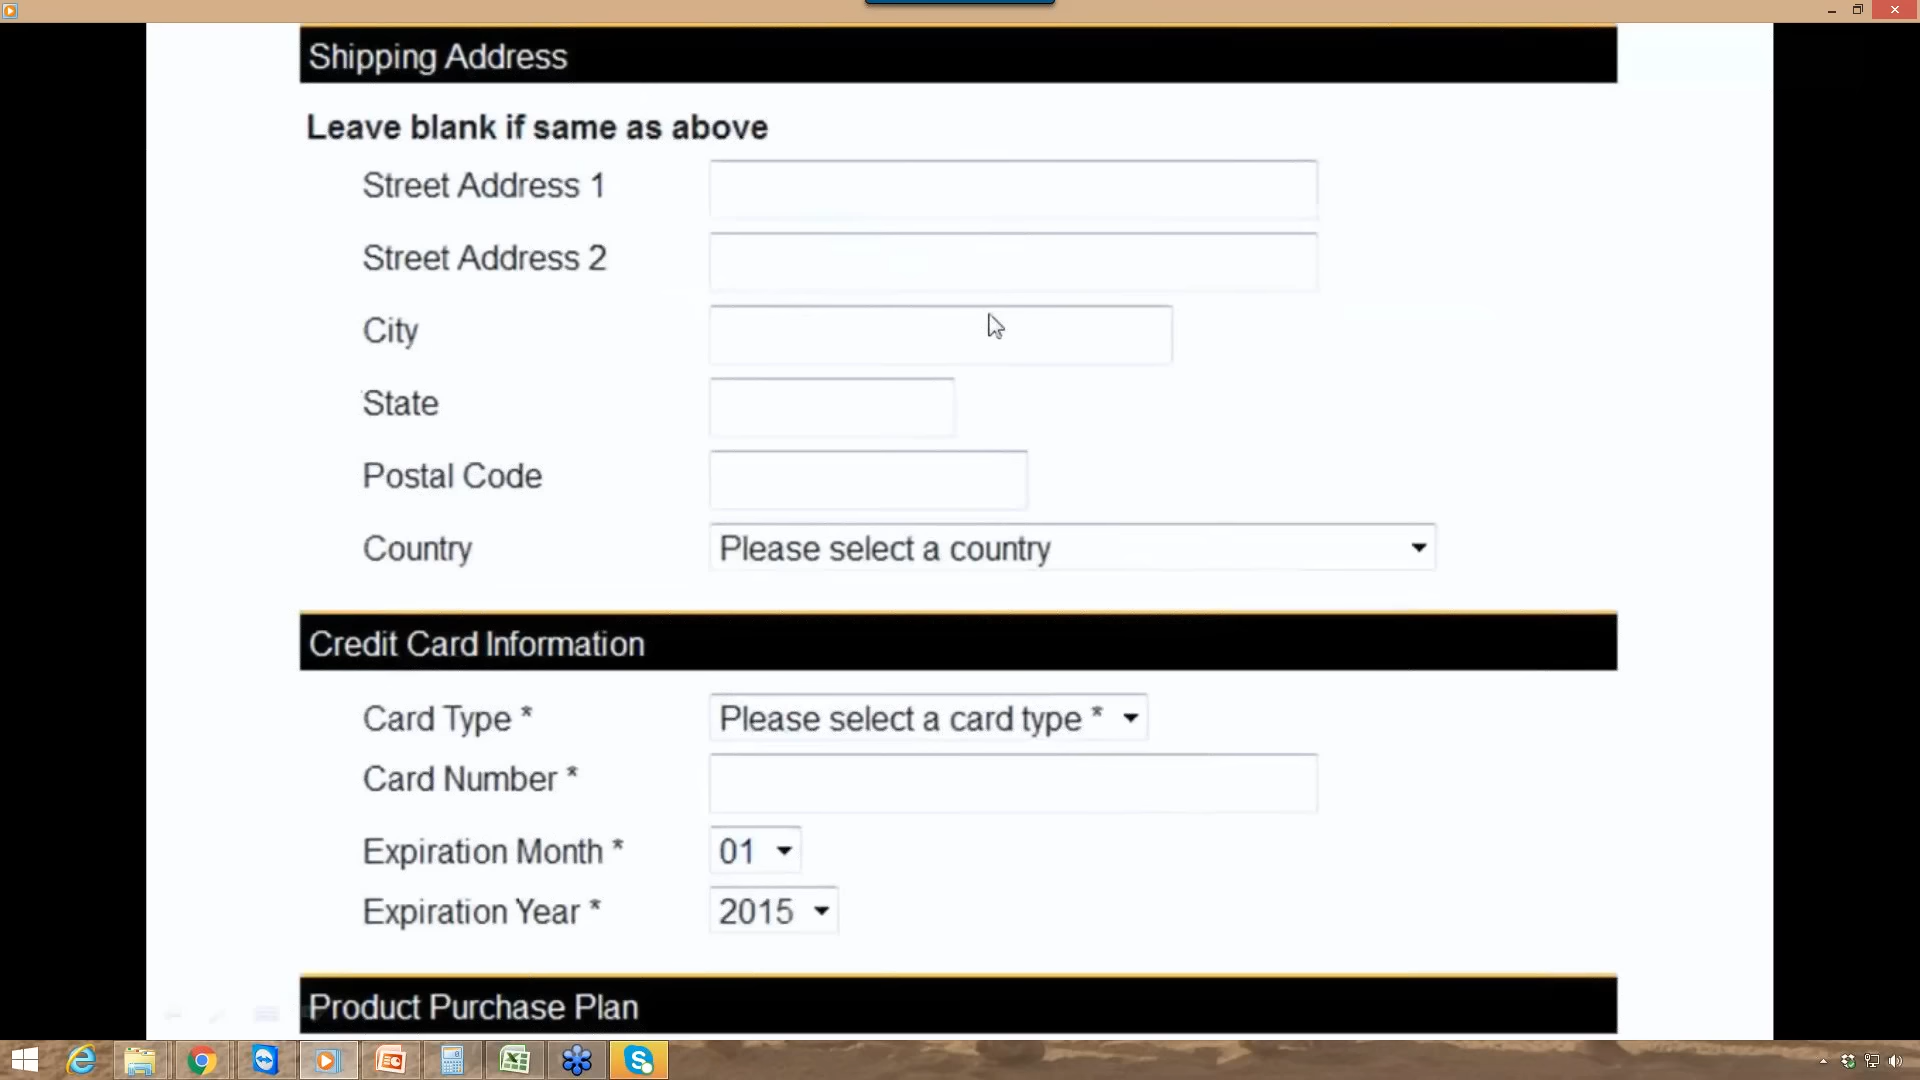 Shipping Address
Leave blank if same as above
Street Address 1
Street Address 2
City
State
Postal Code
Country Please select a country
Credit Card Information
Card Type * Please select a card type *
Card Number *
Expiration Month * 01
Expiration Year * 2015
Product Purchase Plan